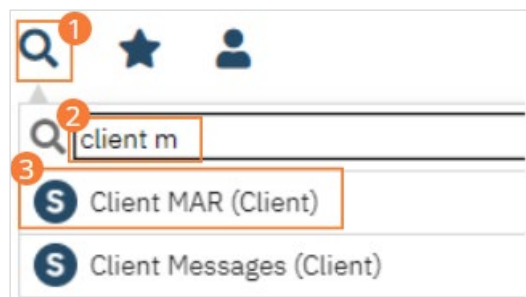 1
2
client m
3
S Client MAR (Client)
S Client Messages (Client)